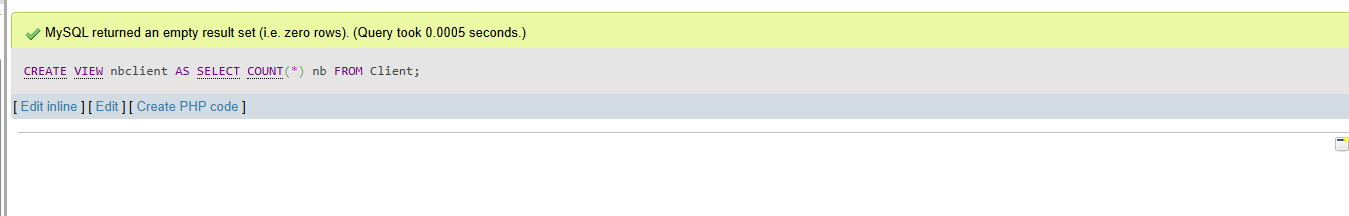 MySQL returned an empty result set (i.e. zero rows). (Query took 0.0005 seconds.)
CREATE VIEW nbclient AS SELECT COUNT(*) nb FROM Client;
[ Edit inline ] [ Edit ] [ Create PHP code ]